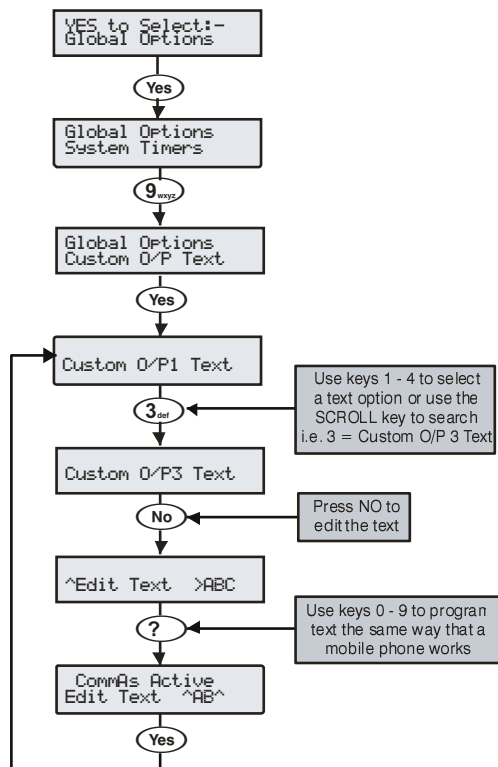 YES to Select:-
Global Options
Yes
Global Options
System Timers
9wxyz
Global Options
Custom O/P Text
Yes
Custom O/P1 Text
Use keys 1 - 4 to select
a text option or use the
SCROLL key to search
i.e. 3 = Custom O/P 3 Text
3def
Custom O/P3 Text
Press NO to
edit the text
No
^Edit Text >ABC
Use keys 0 - 9 to program
text the same way that a
mobile phone works
?
CommAs Active
Edit Text ^AB^
Yes